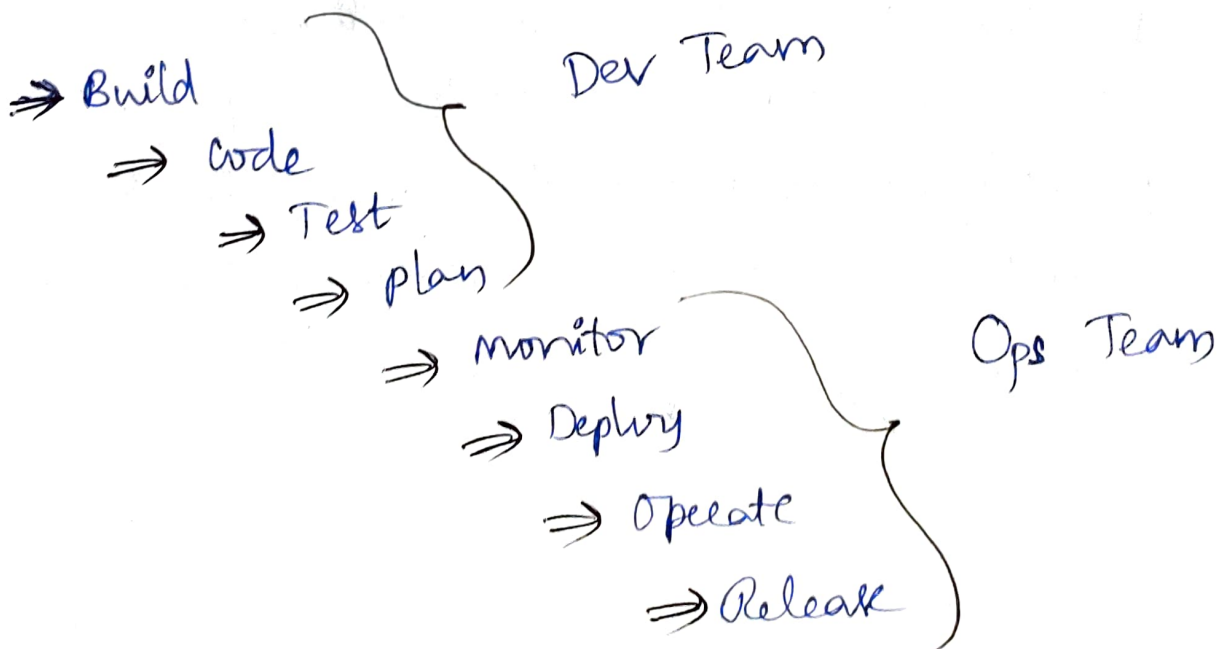 Dev Team
⇒ Build
⇒ Code
⇒ Test
⇒ Plan
⇒ Monitor
Ops Team
⇒ Deploy
⇒ Operate
⇒ Release